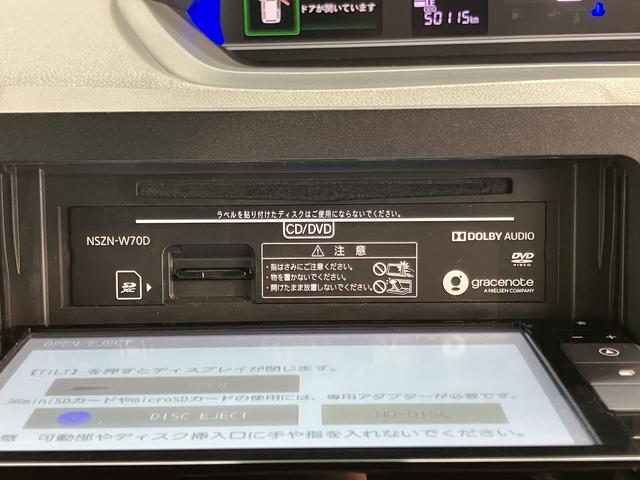 ドアが開いています
ODO 50115km
ラベルを貼り付けたディスクはご使用にならないでください。
CD/DVD
NSZN-W70D
注意
・指はさみにご注意ください。
・物を置かないでください。
・開けたまま放置しないでください。
DOLBY AUDIO
DVD
VIDEO
SD
XC
gracenote
A NIELSEN COMPANY
OPEN・EJECT
【TILT】を押すとディスプレイが閉じます。
OPEN
※miniSDカードやmicroSDカードの使用には、専用アダプターが必要です。
DISC EJECT
NO-DISC
可動部やディスク挿入口に手や指を入れないでください。